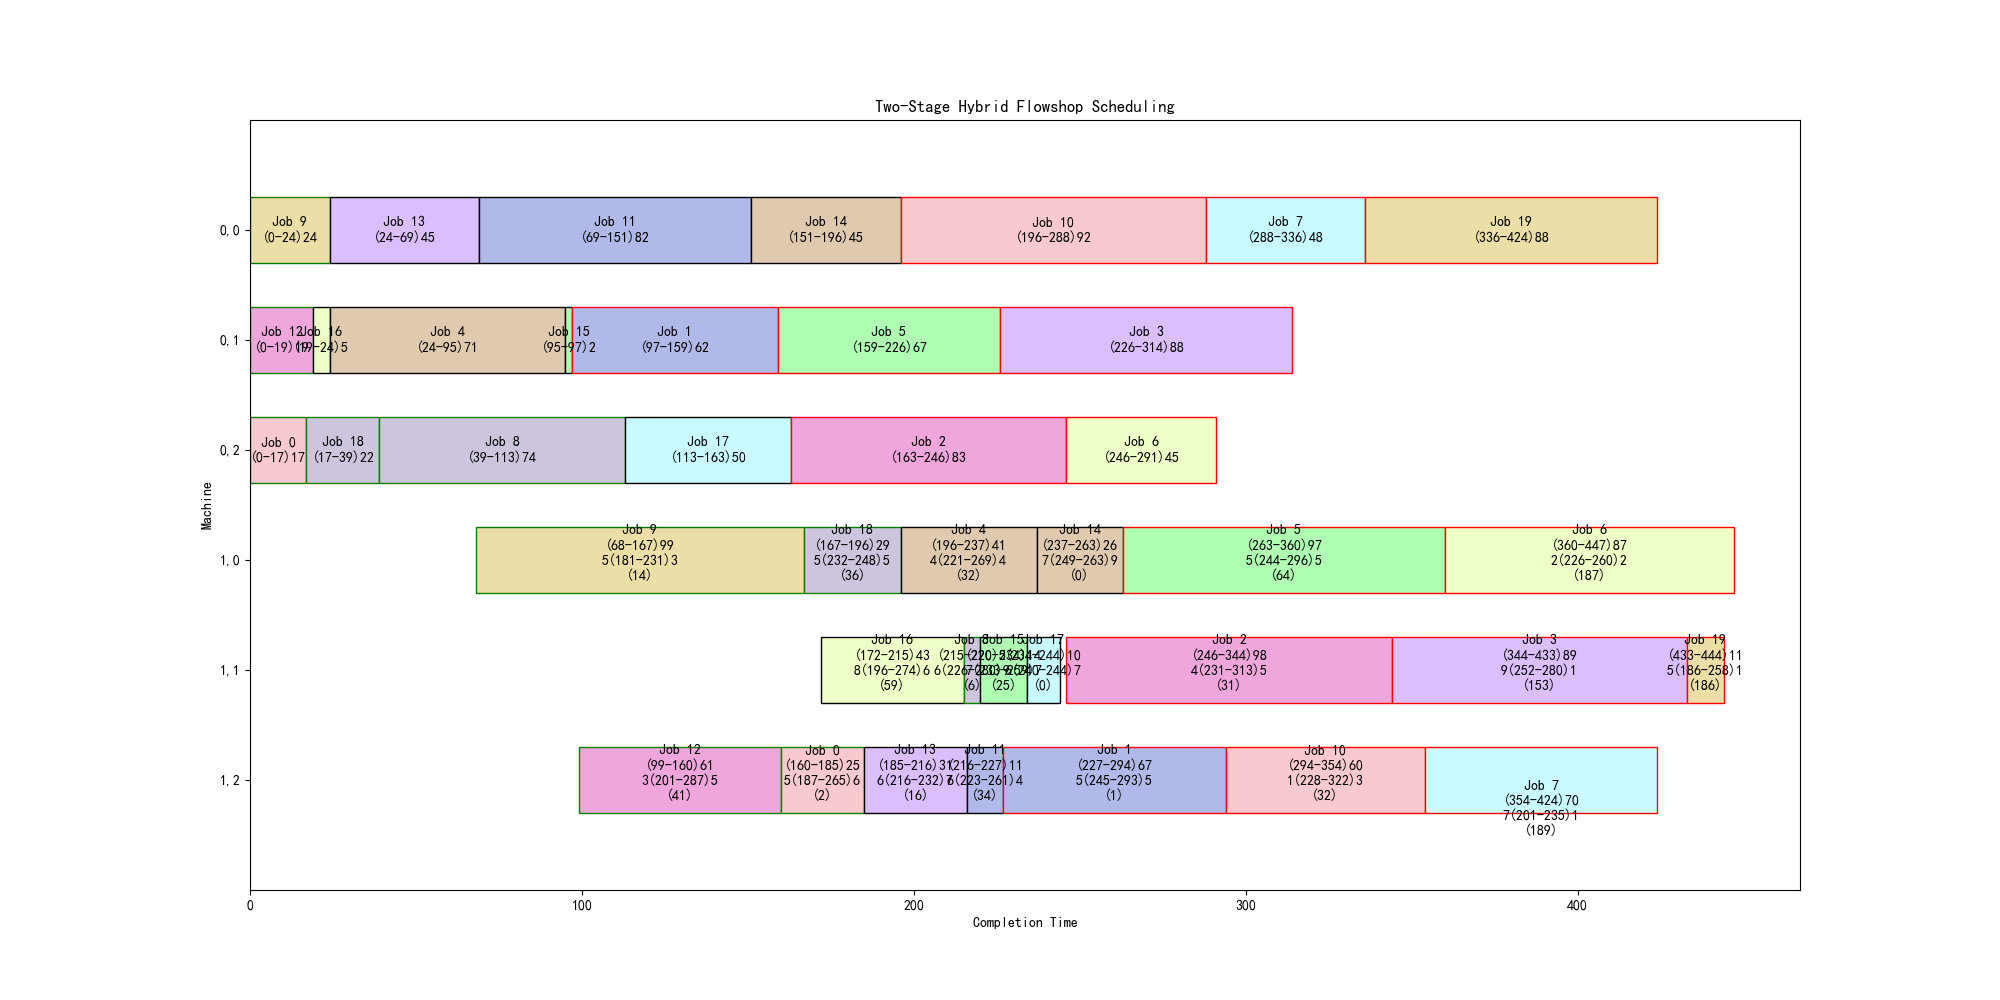 Two-Stage Hybrid Flowshop Scheduling
Machine
0,0
Job 9
(0-24)24
Job 13
(24-69)45
Job 11
(69-151)82
Job 14
(151-196)45
Job 10
(196-288)92
Job 7
(288-336)48
Job 19
(336-424)88
0,1
Job 12
(0-19)19
Job 16
(19-24)5
Job 4
(24-95)71
Job 15
(95-97)2
Job 1
(97-159)62
Job 5
(159-226)67
Job 3
(226-314)88
0,2
Job 0
(0-17)17
Job 18
(17-39)22
Job 8
(39-113)74
Job 17
(113-163)50
Job 2
(163-246)83
Job 6
(246-291)45
1,0
Job 9
(68-167)99
5(181-231)3
(14)
Job 18
(167-196)29
5(232-248)5
(36)
Job 4
(196-237)41
4(221-269)4
(32)
Job 14
(237-263)26
7(249-263)9
(0)
Job 5
(263-360)97
5(244-296)5
(64)
Job 6
(360-447)87
2(226-260)2
(187)
1,1
Job 16
(172-215)43
8(196-274)6
(59)
Job 8
(6)
Job 15
(25)
Job 17
(234-244)10
(0)
Job 2
(246-344)98
4(231-313)5
(31)
Job 3
(344-433)89
9(252-280)1
(153)
Job 19
(433-444)11
5(186-258)1
(186)
1,2
Job 12
(99-160)61
3(201-287)5
(41)
Job 0
(160-185)25
5(187-265)6
(2)
Job 13
(185-216)31
6(216-232)7
(16)
Job 11
(216-227)11
6(223-261)4
(34)
Job 1
(227-294)67
5(245-293)5
(1)
Job 10
(294-354)60
1(228-322)3
(32)
Job 7
(354-424)70
7(201-235)1
(189)
0
100
200
300
400
Completion Time